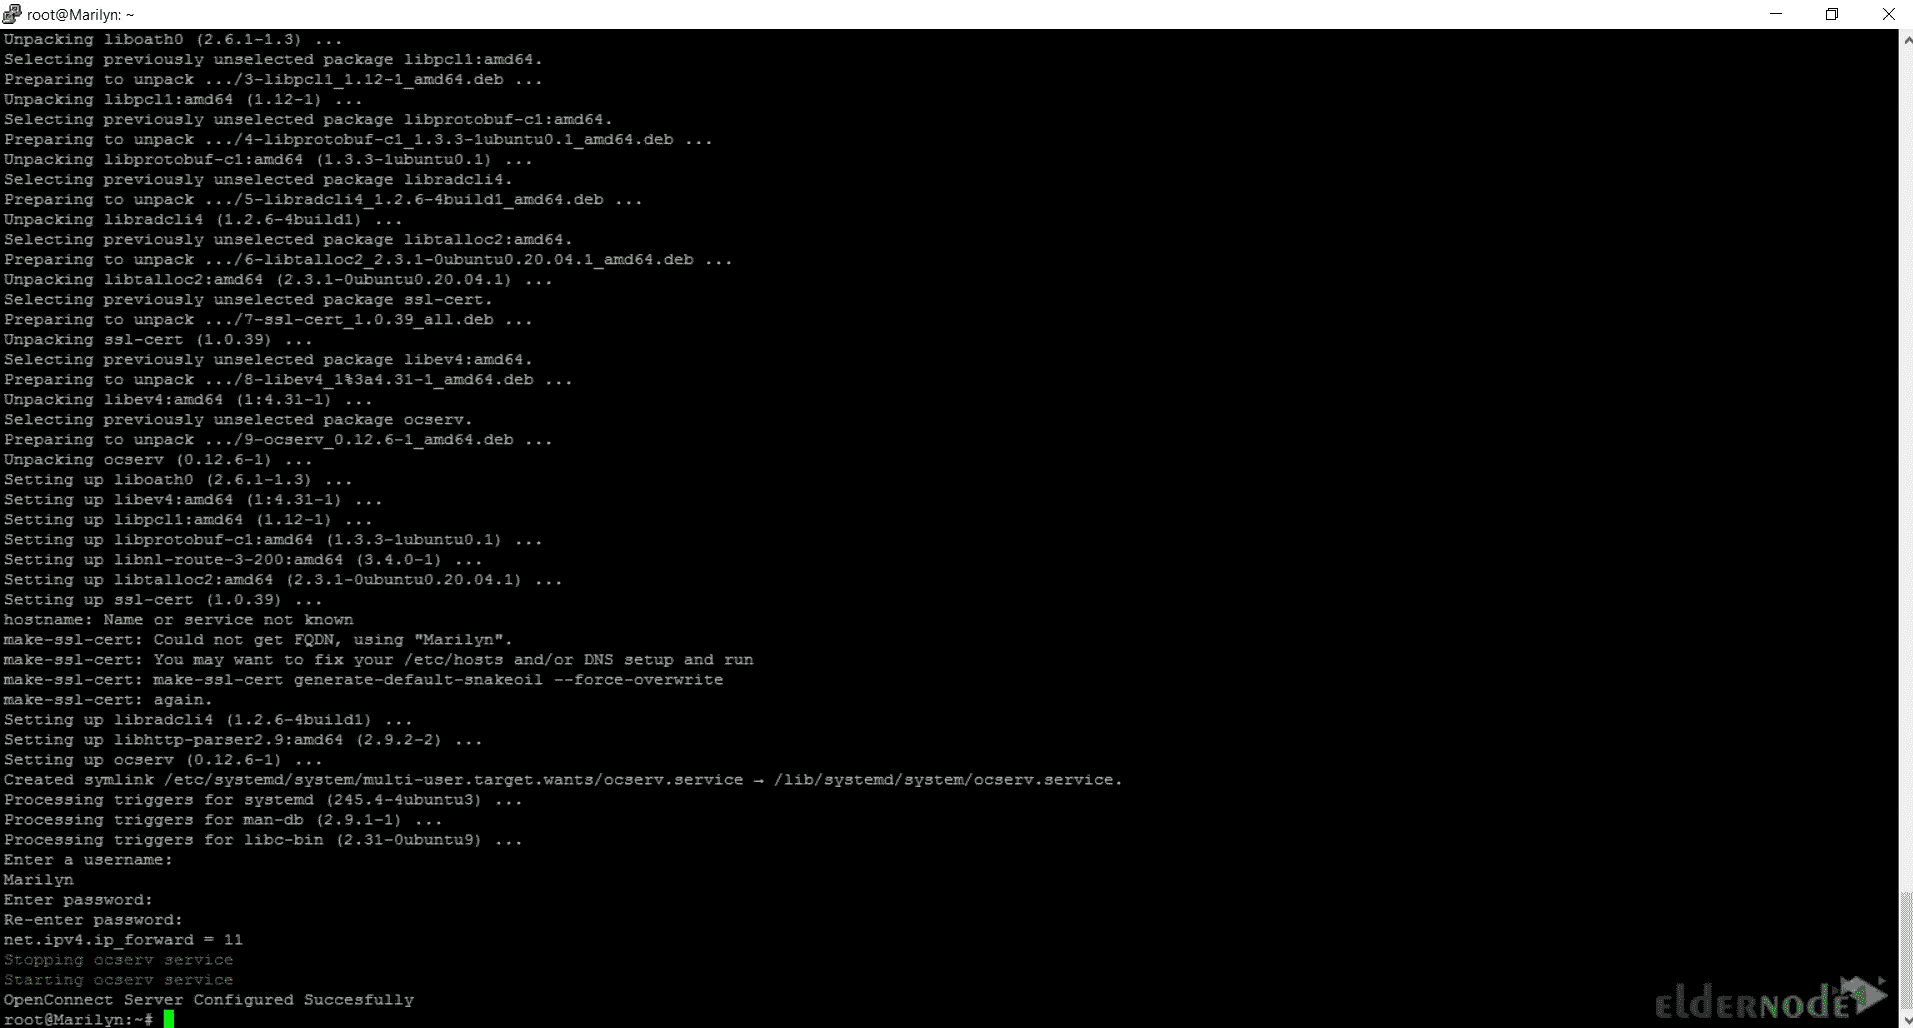 root@Marilyn: ~
Unpacking liboath0 (2.6.1-1.3) ...
Selecting previously unselected package libpcl1:amd64.
Preparing to unpack .../3-libpcl1_1.12-1_amd64.deb ...
Unpacking libpcl1:amd64 (1.12-1) ...
Selecting previously unselected package libprotobuf-c1:amd64.
Preparing to unpack .../4-libprotobuf-c1_1.3.3-1ubuntu0.1_amd64.deb ...
Unpacking libprotobuf-c1:amd64 (1.3.3-1ubuntu0.1) ...
Selecting previously unselected package libradcli4.
Preparing to unpack .../5-libradcli4_1.2.6-4build1_amd64.deb ...
Unpacking libradcli4 (1.2.6-4build1) ...
Selecting previously unselected package libtalloc2:amd64.
Preparing to unpack .../6-libtalloc2_2.3.1-0ubuntu0.20.04.1_amd64.deb ...
Unpacking libtalloc2:amd64 (2.3.1-0ubuntu0.20.04.1) ...
Selecting previously unselected package ssl-cert.
Preparing to unpack .../7-ssl-cert_1.0.39_all.deb ...
Unpacking ssl-cert (1.0.39) ...
Selecting previously unselected package libev4:amd64.
Preparing to unpack .../8-libev4_1%3a4.31-1_amd64.deb ...
Unpacking libev4:amd64 (1:4.31-1) ...
Selecting previously unselected package ocserv.
Preparing to unpack .../9-ocserv_0.12.6-1_amd64.deb ...
Unpacking ocserv (0.12.6-1) ...
Setting up liboath0 (2.6.1-1.3) ...
Setting up libev4:amd64 (1:4.31-1) ...
Setting up libpcl1:amd64 (1.12-1) ...
Setting up libprotobuf-c1:amd64 (1.3.3-1ubuntu0.1) ...
Setting up libnl-route-3-200:amd64 (3.4.0-1) ...
Setting up libtalloc2:amd64 (2.3.1-0ubuntu0.20.04.1) ...
Setting up ssl-cert (1.0.39) ...
hostname: Name or service not known
make-ssl-cert: Could not get FQDN, using "Marilyn".
make-ssl-cert: You may want to fix your /etc/hosts and/or DNS setup and run
make-ssl-cert: make-ssl-cert generate-default-snakeoil --force-overwrite
make-ssl-cert: again.
Setting up libradcli4 (1.2.6-4build1) ...
Setting up libhttp-parser2.9:amd64 (2.9.2-2) ...
Setting up ocserv (0.12.6-1) ...
Created symlink /etc/systemd/system/multi-user.target.wants/ocserv.service → /lib/systemd/system/ocserv.service.
Processing triggers for systemd (245.4-4ubuntu3) ...
Processing triggers for man-db (2.9.1-1) ...
Processing triggers for libc-bin (2.31-0ubuntu9) ...
Enter a username:
Marilyn
Enter password:
Re-enter password:
net.ipv4.ip_forward = 11
Stopping ocserv service
Starting ocserv service
OpenConnect Server Configured Succesfully
root@Marilyn:~#
eldernode